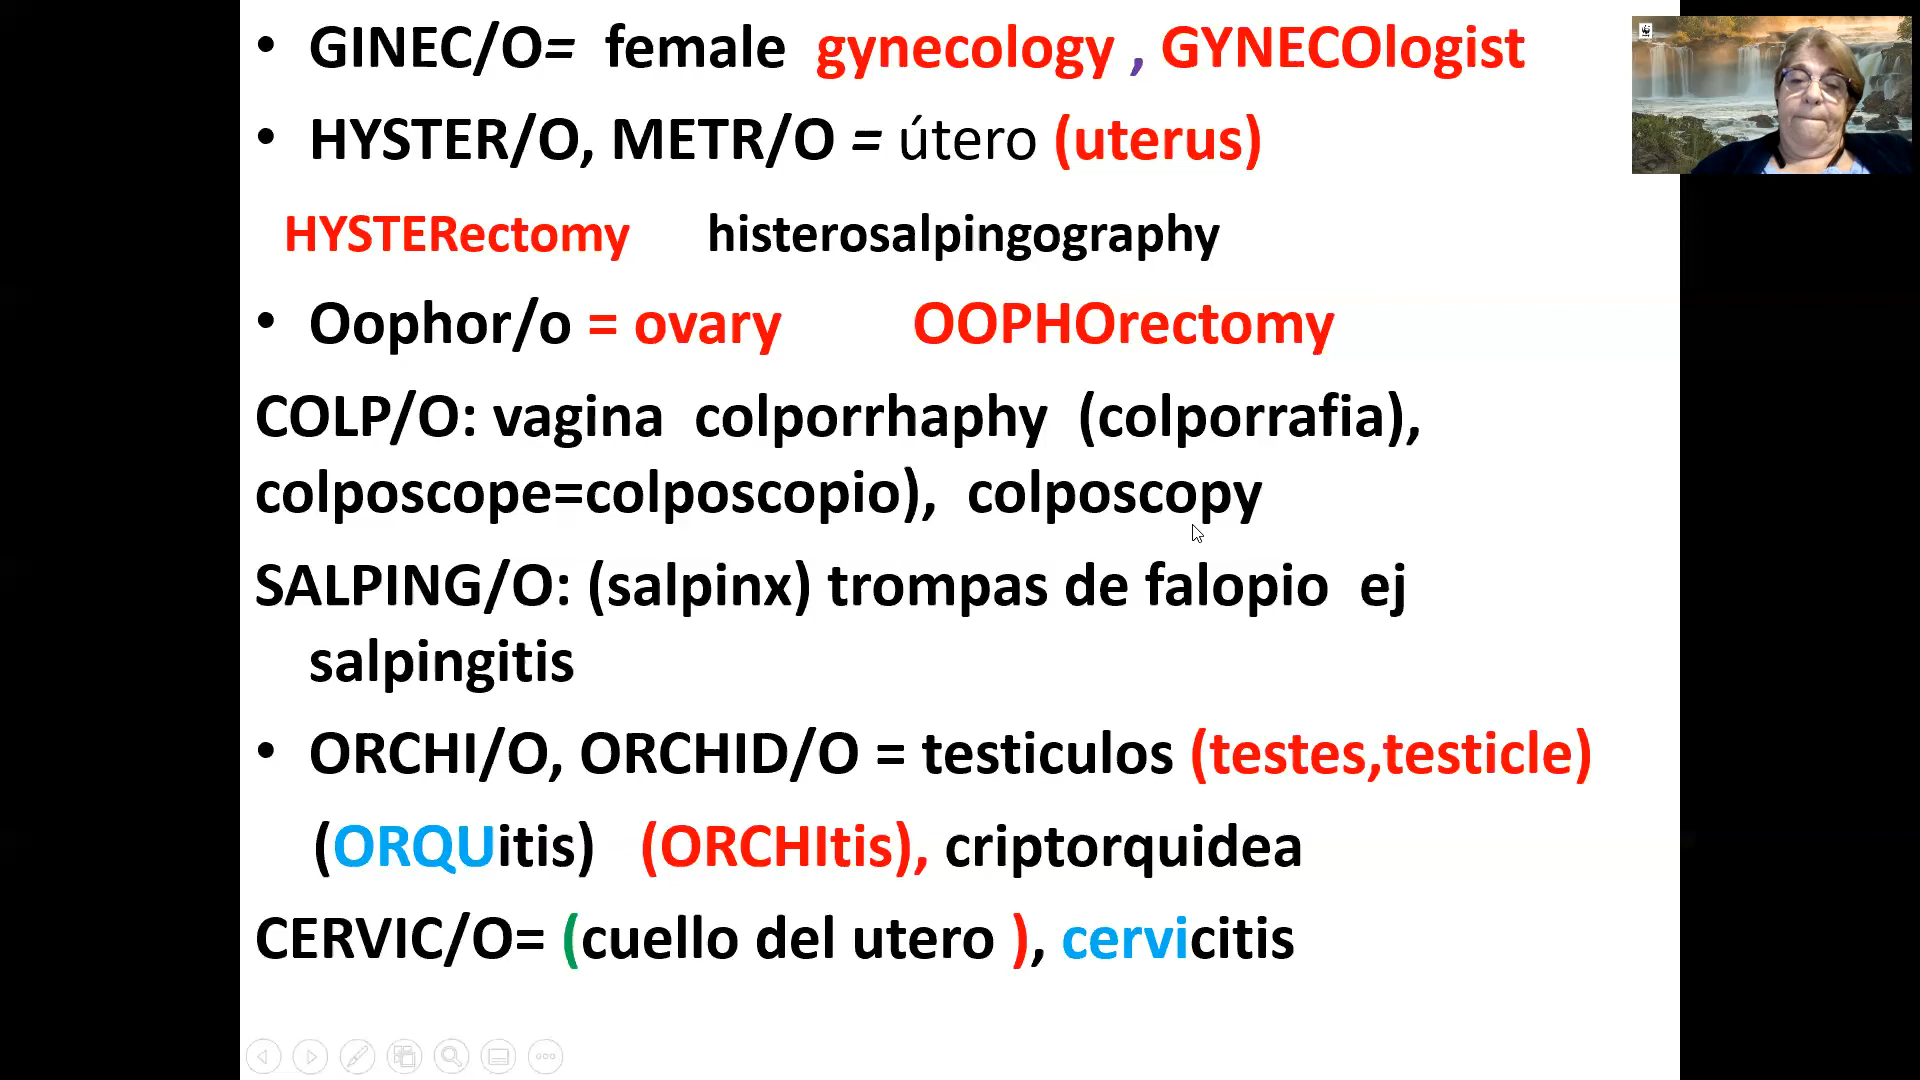 • GINEC/O= female gynecology , GYNECOlogist
• HYSTER/O, METR/O = útero (uterus)
HYSTERectomy histerosalpingography
• Oophor/o = ovary OOPHOrectomy
COLP/O: vagina colporrhaphy (colporrafia),
colposcope=colposcopio), colposcopy
SALPING/O: (salpinx) trompas de falopio ej
salpingitis
• ORCHI/O, ORCHID/O = testiculos (testes,testicle)
(ORQUitis) (ORCHItis), criptorquidea
CERVIC/O= (cuello del utero ), cervicitis